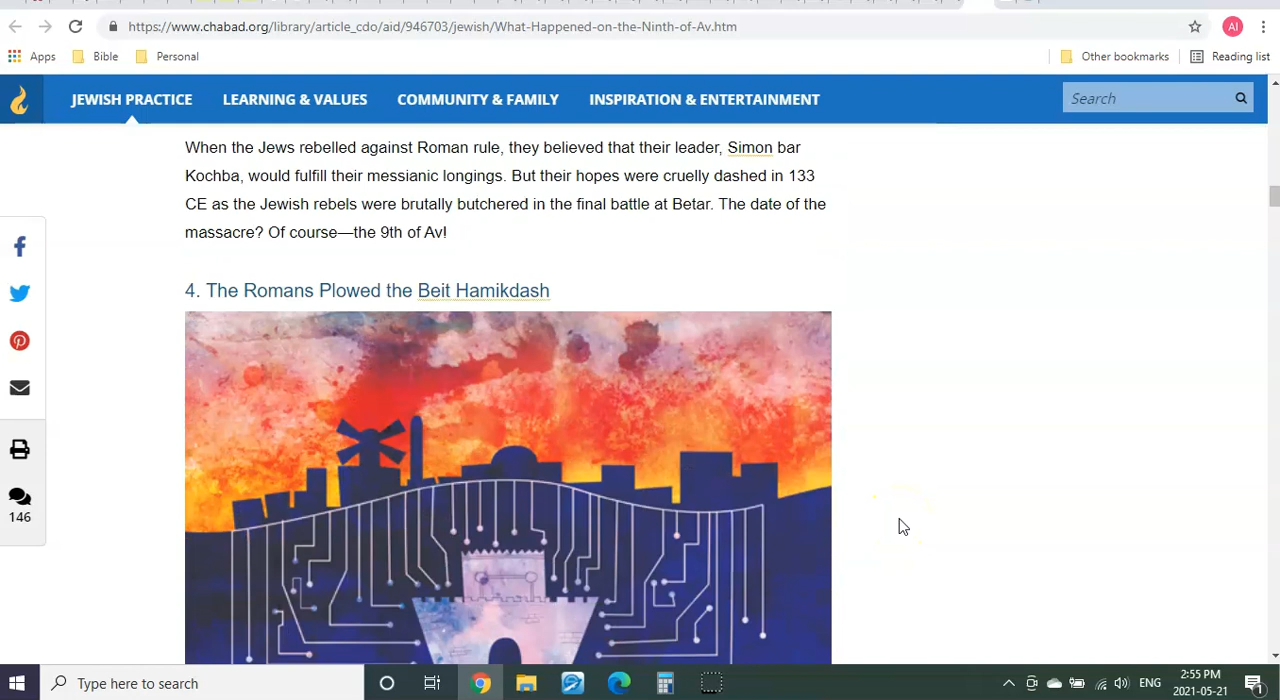 https://www.chabad.org/library/article_cdo/aid/946703/jewish/What-Happened-on-the-Ninth-of-Av.htm
AI
Apps
Bible
Personal
Other bookmarks
Reading list
JEWISH PRACTICE
LEARNING & VALUES
COMMUNITY & FAMILY
INSPIRATION & ENTERTAINMENT
Search
When the Jews rebelled against Roman rule, they believed that their leader, Simon bar
Kochba, would fulfill their messianic longings. But their hopes were cruelly dashed in 133
CE as the Jewish rebels were brutally butchered in the final battle at Betar. The date of the
massacre? Of course—the 9th of Av!
4. The Romans Plowed the Beit Hamikdash
146
Type here to search
ENG
2:55 PM
2021-05-21
1